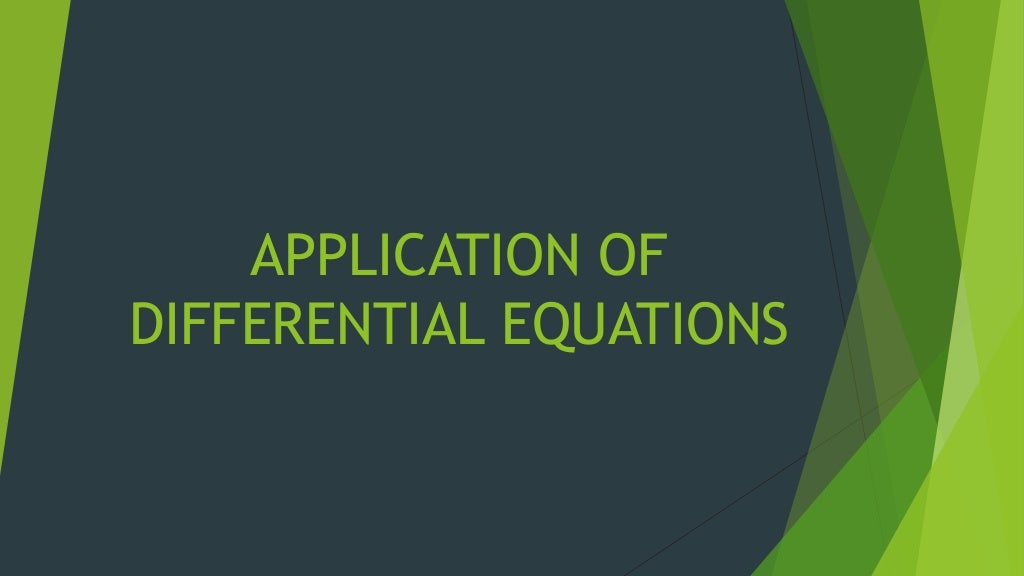 APPLICATION OF
DIFFERENTIAL EQUATIONS